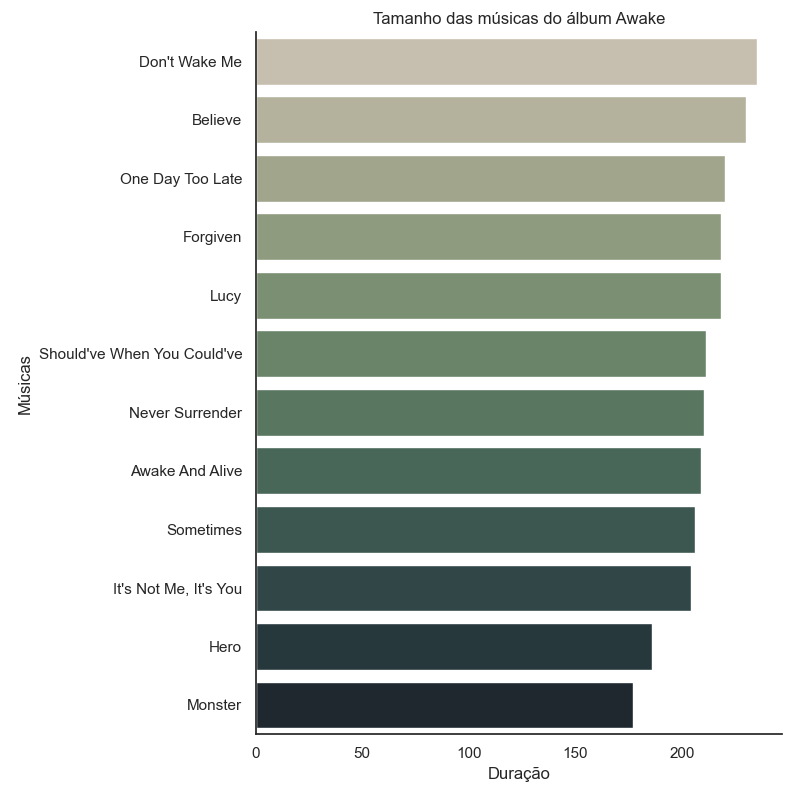 Tamanho das músicas do álbum Awake
Don't Wake Me
Believe
One Day Too Late
Forgiven
Lucy
Should've When You Could've
Never Surrender
Awake And Alive
Sometimes
It's Not Me, It's You
Hero
Monster
Músicas
0 50 100 150 200
Duração